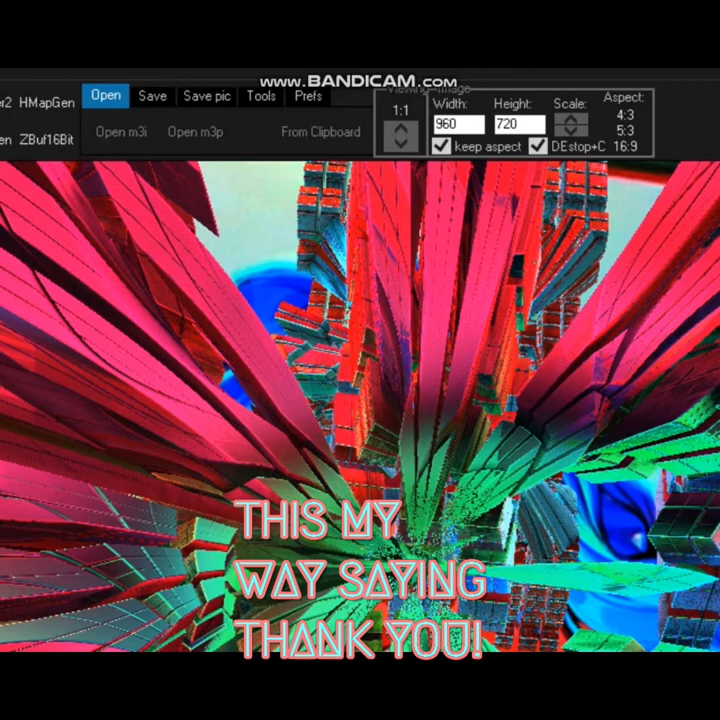 www.BANDICAM.com
Viewing-Image
HMapGen
Open
Save
Save pic
Tools
Prefs
1:1
Width:
Height:
Scale:
Aspect:
960
720
4:3
5:3
16:9
ZBuf16Bit
Open m3i
Open m3p
From Clipboard
keep aspect
DEstop+C
THIS MY
WAY SAYING
THANK YOU!